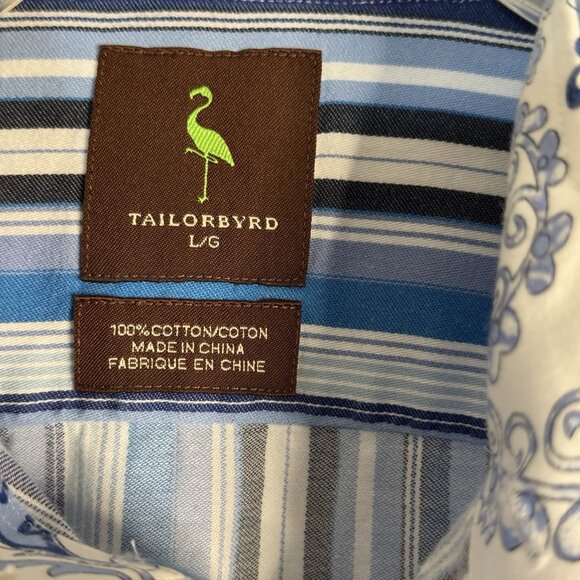 TAILORBYRD
L/G
100% COTTON/COTON
MADE IN CHINA
FABRIQUE EN CHINE